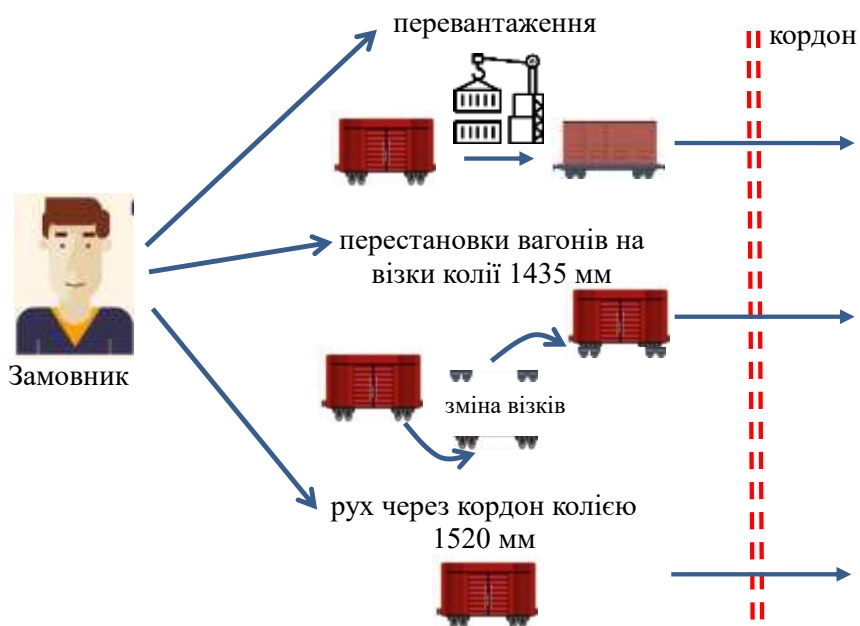 перевантаження
кордон
перестановки вагонів на
візки колії 1435 мм
Замовник
зміна візків
рух через кордон колією
1520 мм